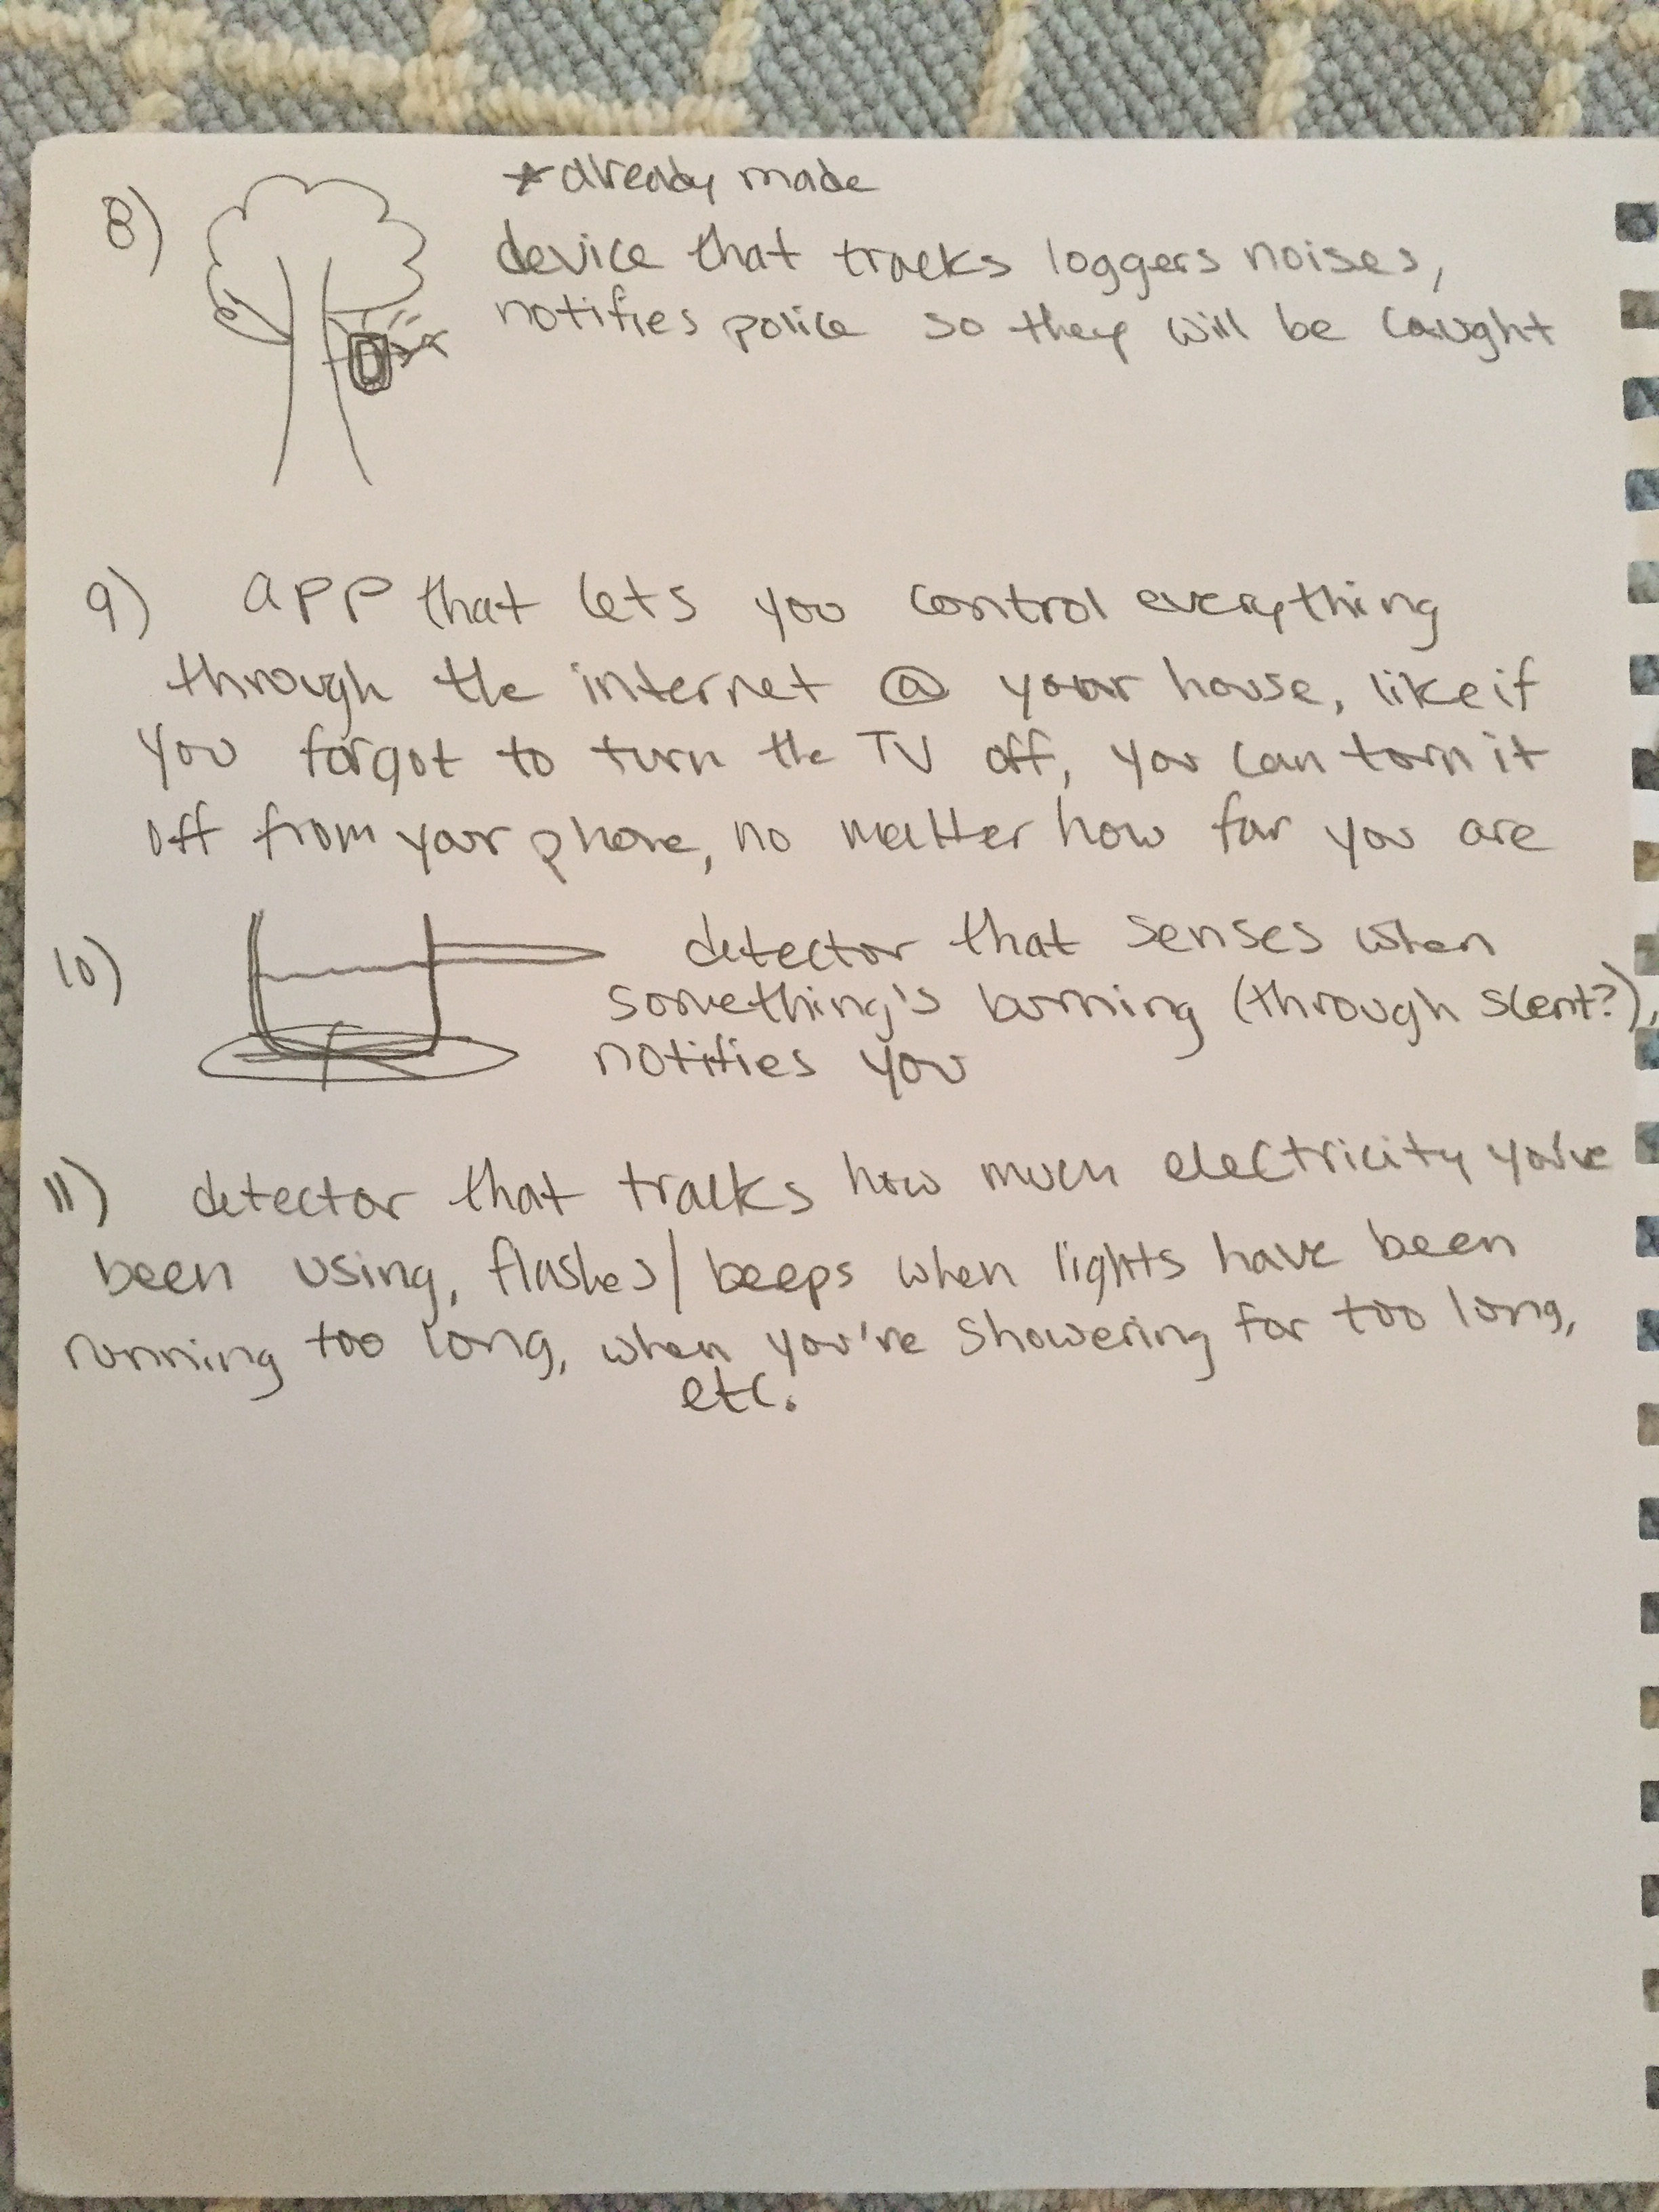 8) *already made
device that tracks loggers noises,
notifies police so they will be caught
9) app that lets you control everything
through the internet @ your house, like if
you forgot to turn the TV off, you can turn it
off from your phone, no matter how far you are
10) detector that senses when
something's burning (through scent?),
notifies you
11) detector that tracks how much electricity you've
been using, flashes/beeps when lights have been
running too long, when you're showering for too long,
etc.